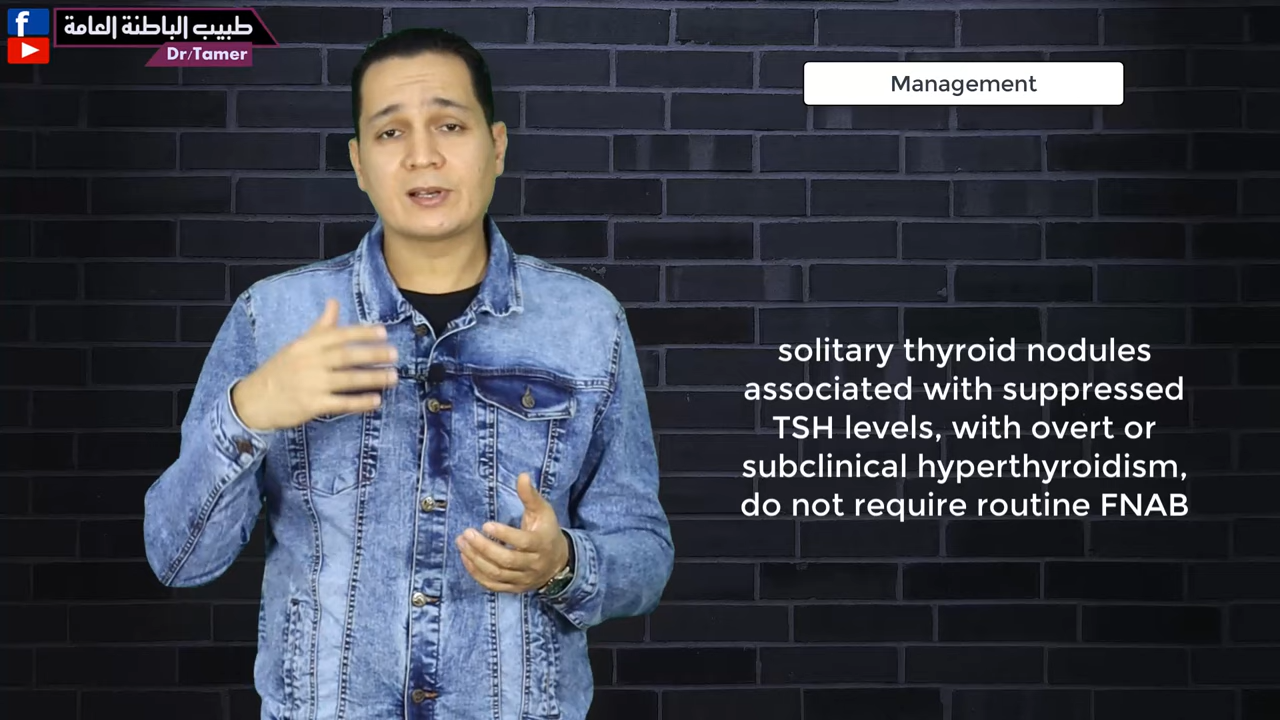 f
طبيب الباطنة العامة
Dr/Tamer
Management
solitary thyroid nodules
associated with suppressed
TSH levels, with overt or
subclinical hyperthyroidism,
do not require routine FNAB